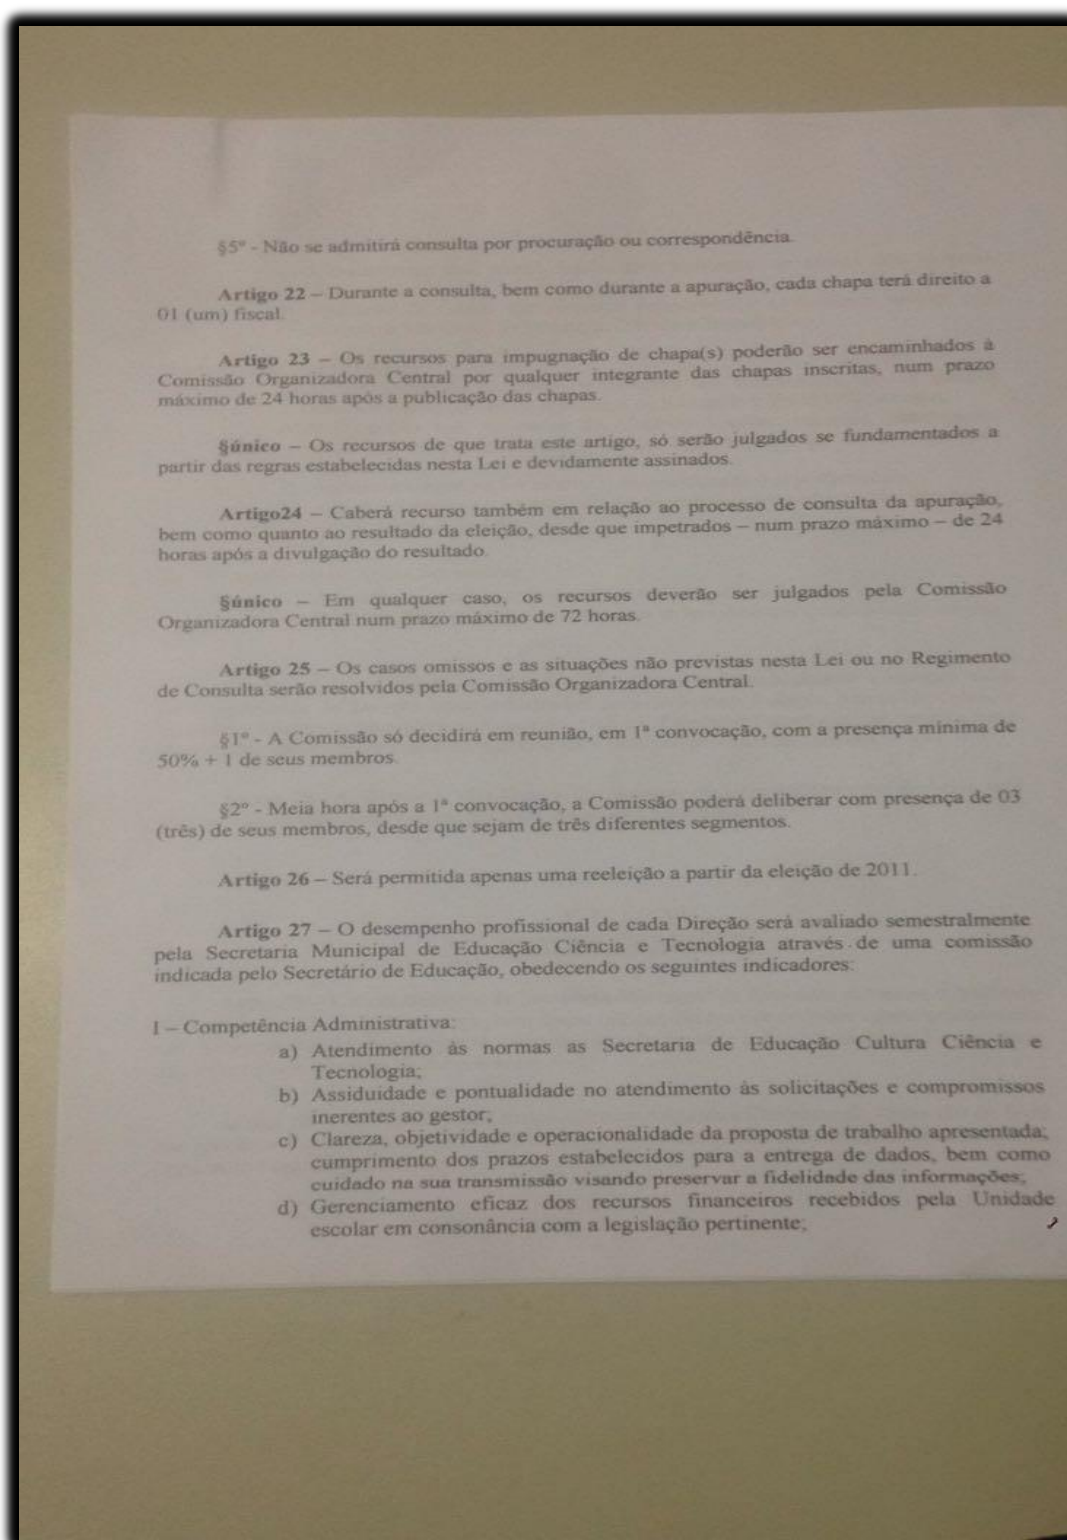 §5º - Não se admitirá consulta por procuração ou correspondência.
Artigo 22 – Durante a consulta, bem como durante a apuração, cada chapa terá direito a
01 (um) fiscal.
Artigo 23 – Os recursos para impugnação de chapa(s) poderão ser encaminhados à
Comissão Organizadora Central por qualquer integrante das chapas inscritas, num prazo
máximo de 24 horas após a publicação das chapas.
§único – Os recursos de que trata este artigo, só serão julgados se fundamentados a
partir das regras estabelecidas nesta Lei e devidamente assinados.
Artigo24 – Caberá recurso também em relação ao processo de consulta da apuração,
bem como quanto ao resultado da eleição, desde que impetrados – num prazo máximo – de 24
horas após a divulgação do resultado.
§único – Em qualquer caso, os recursos deverão ser julgados pela Comissão
Organizadora Central num prazo máximo de 72 horas.
Artigo 25 – Os casos omissos e as situações não previstas nesta Lei ou no Regimento
de Consulta serão resolvidos pela Comissão Organizadora Central.
§1º - A Comissão só decidirá em reunião, em 1ª convocação, com a presença mínima de
50% + 1 de seus membros.
§2º - Meia hora após a 1ª convocação, a Comissão poderá deliberar com presença de 03
(três) de seus membros, desde que sejam de três diferentes segmentos.
Artigo 26 – Será permitida apenas uma reeleição a partir da eleição de 2011.
Artigo 27 – O desempenho profissional de cada Direção será avaliado semestralmente
pela Secretaria Municipal de Educação Ciência e Tecnologia através de uma comissão
indicada pelo Secretário de Educação, obedecendo os seguintes indicadores:
I – Competência Administrativa:
a) Atendimento às normas as Secretaria de Educação Cultura Ciência e
Tecnologia;
b) Assiduidade e pontualidade no atendimento às solicitações e compromissos
inerentes ao gestor;
c) Clareza, objetividade e operacionalidade da proposta de trabalho apresentada;
cumprimento dos prazos estabelecidos para a entrega de dados, bem como
cuidado na sua transmissão visando preservar a fidelidade das informações;
d) Gerenciamento eficaz dos recursos financeiros recebidos pela Unidade
escolar em consonância com a legislação pertinente;